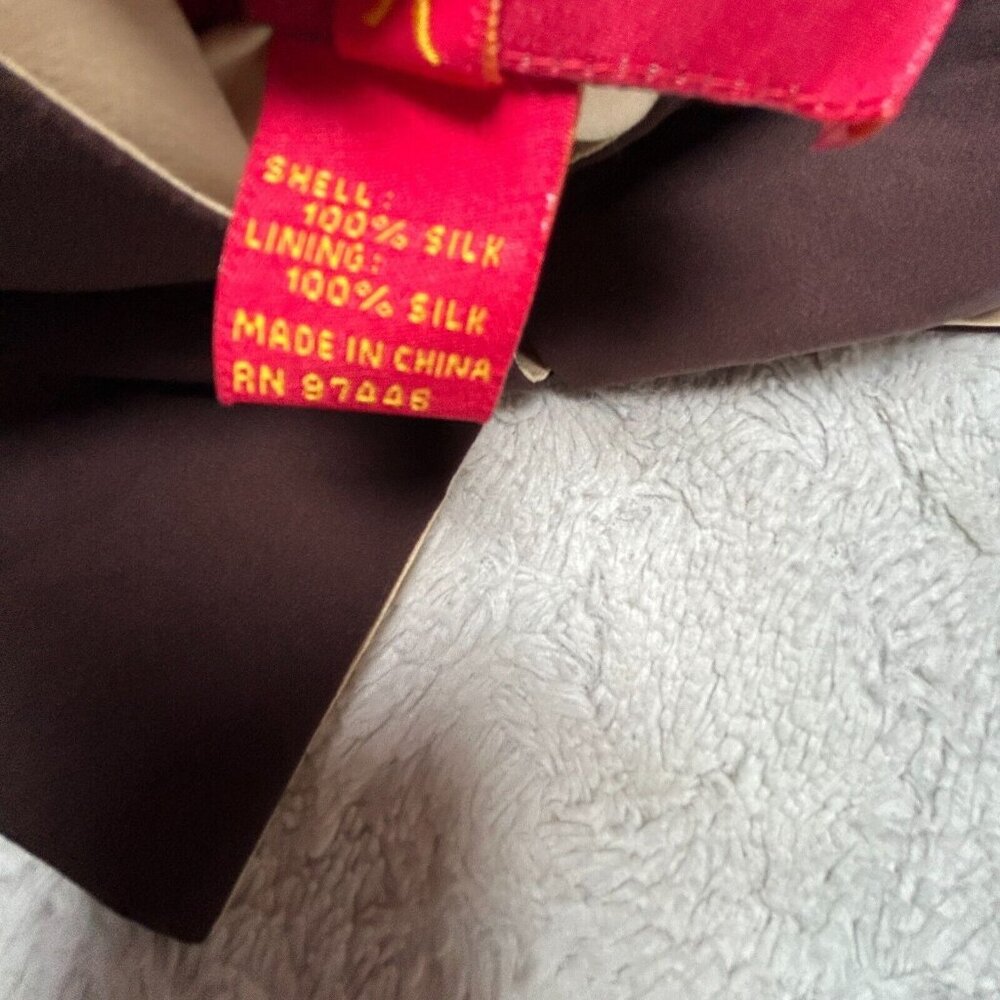 SHELL:
100% SILK
LINING:
100% SILK
MADE IN CHINA
RN 97446